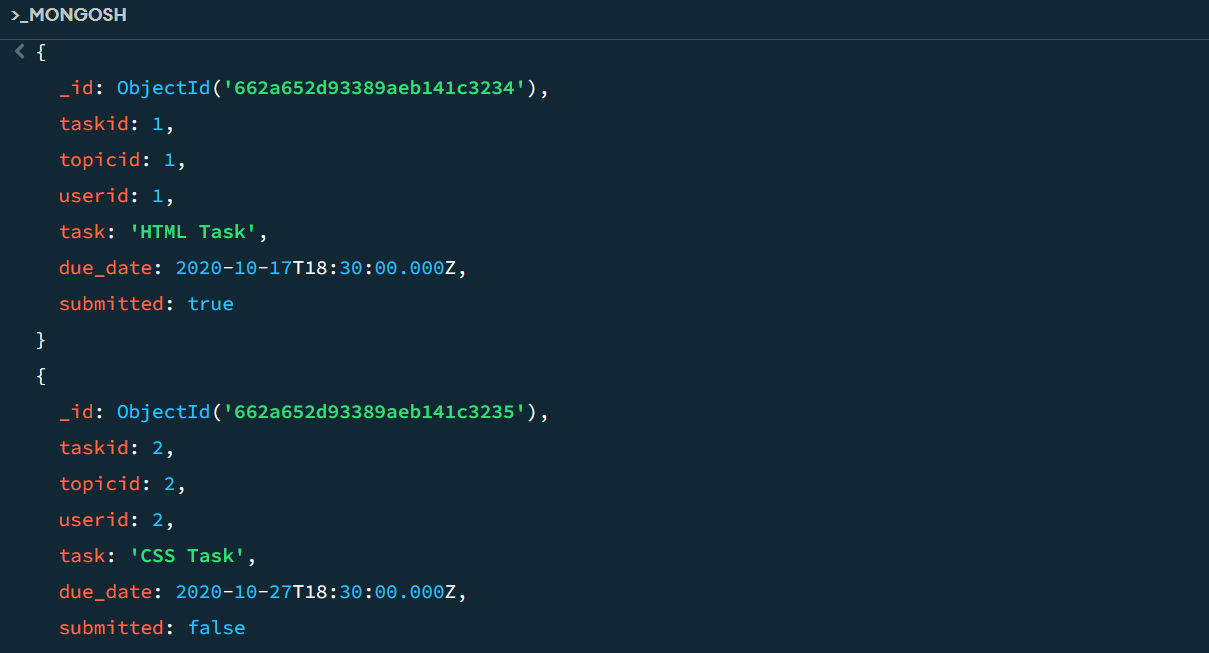 >_MONGOSH
{
_id: ObjectId('662a652d93389aeb141c3234'),
taskid: 1,
topicid: 1,
userid: 1,
task: 'HTML Task',
due_date: 2020-10-17T18:30:00.000Z,
submitted: true
}
{
_id: ObjectId('662a652d93389aeb141c3235'),
taskid: 2,
topicid: 2,
userid: 2,
task: 'CSS Task',
due_date: 2020-10-27T18:30:00.000Z,
submitted: false